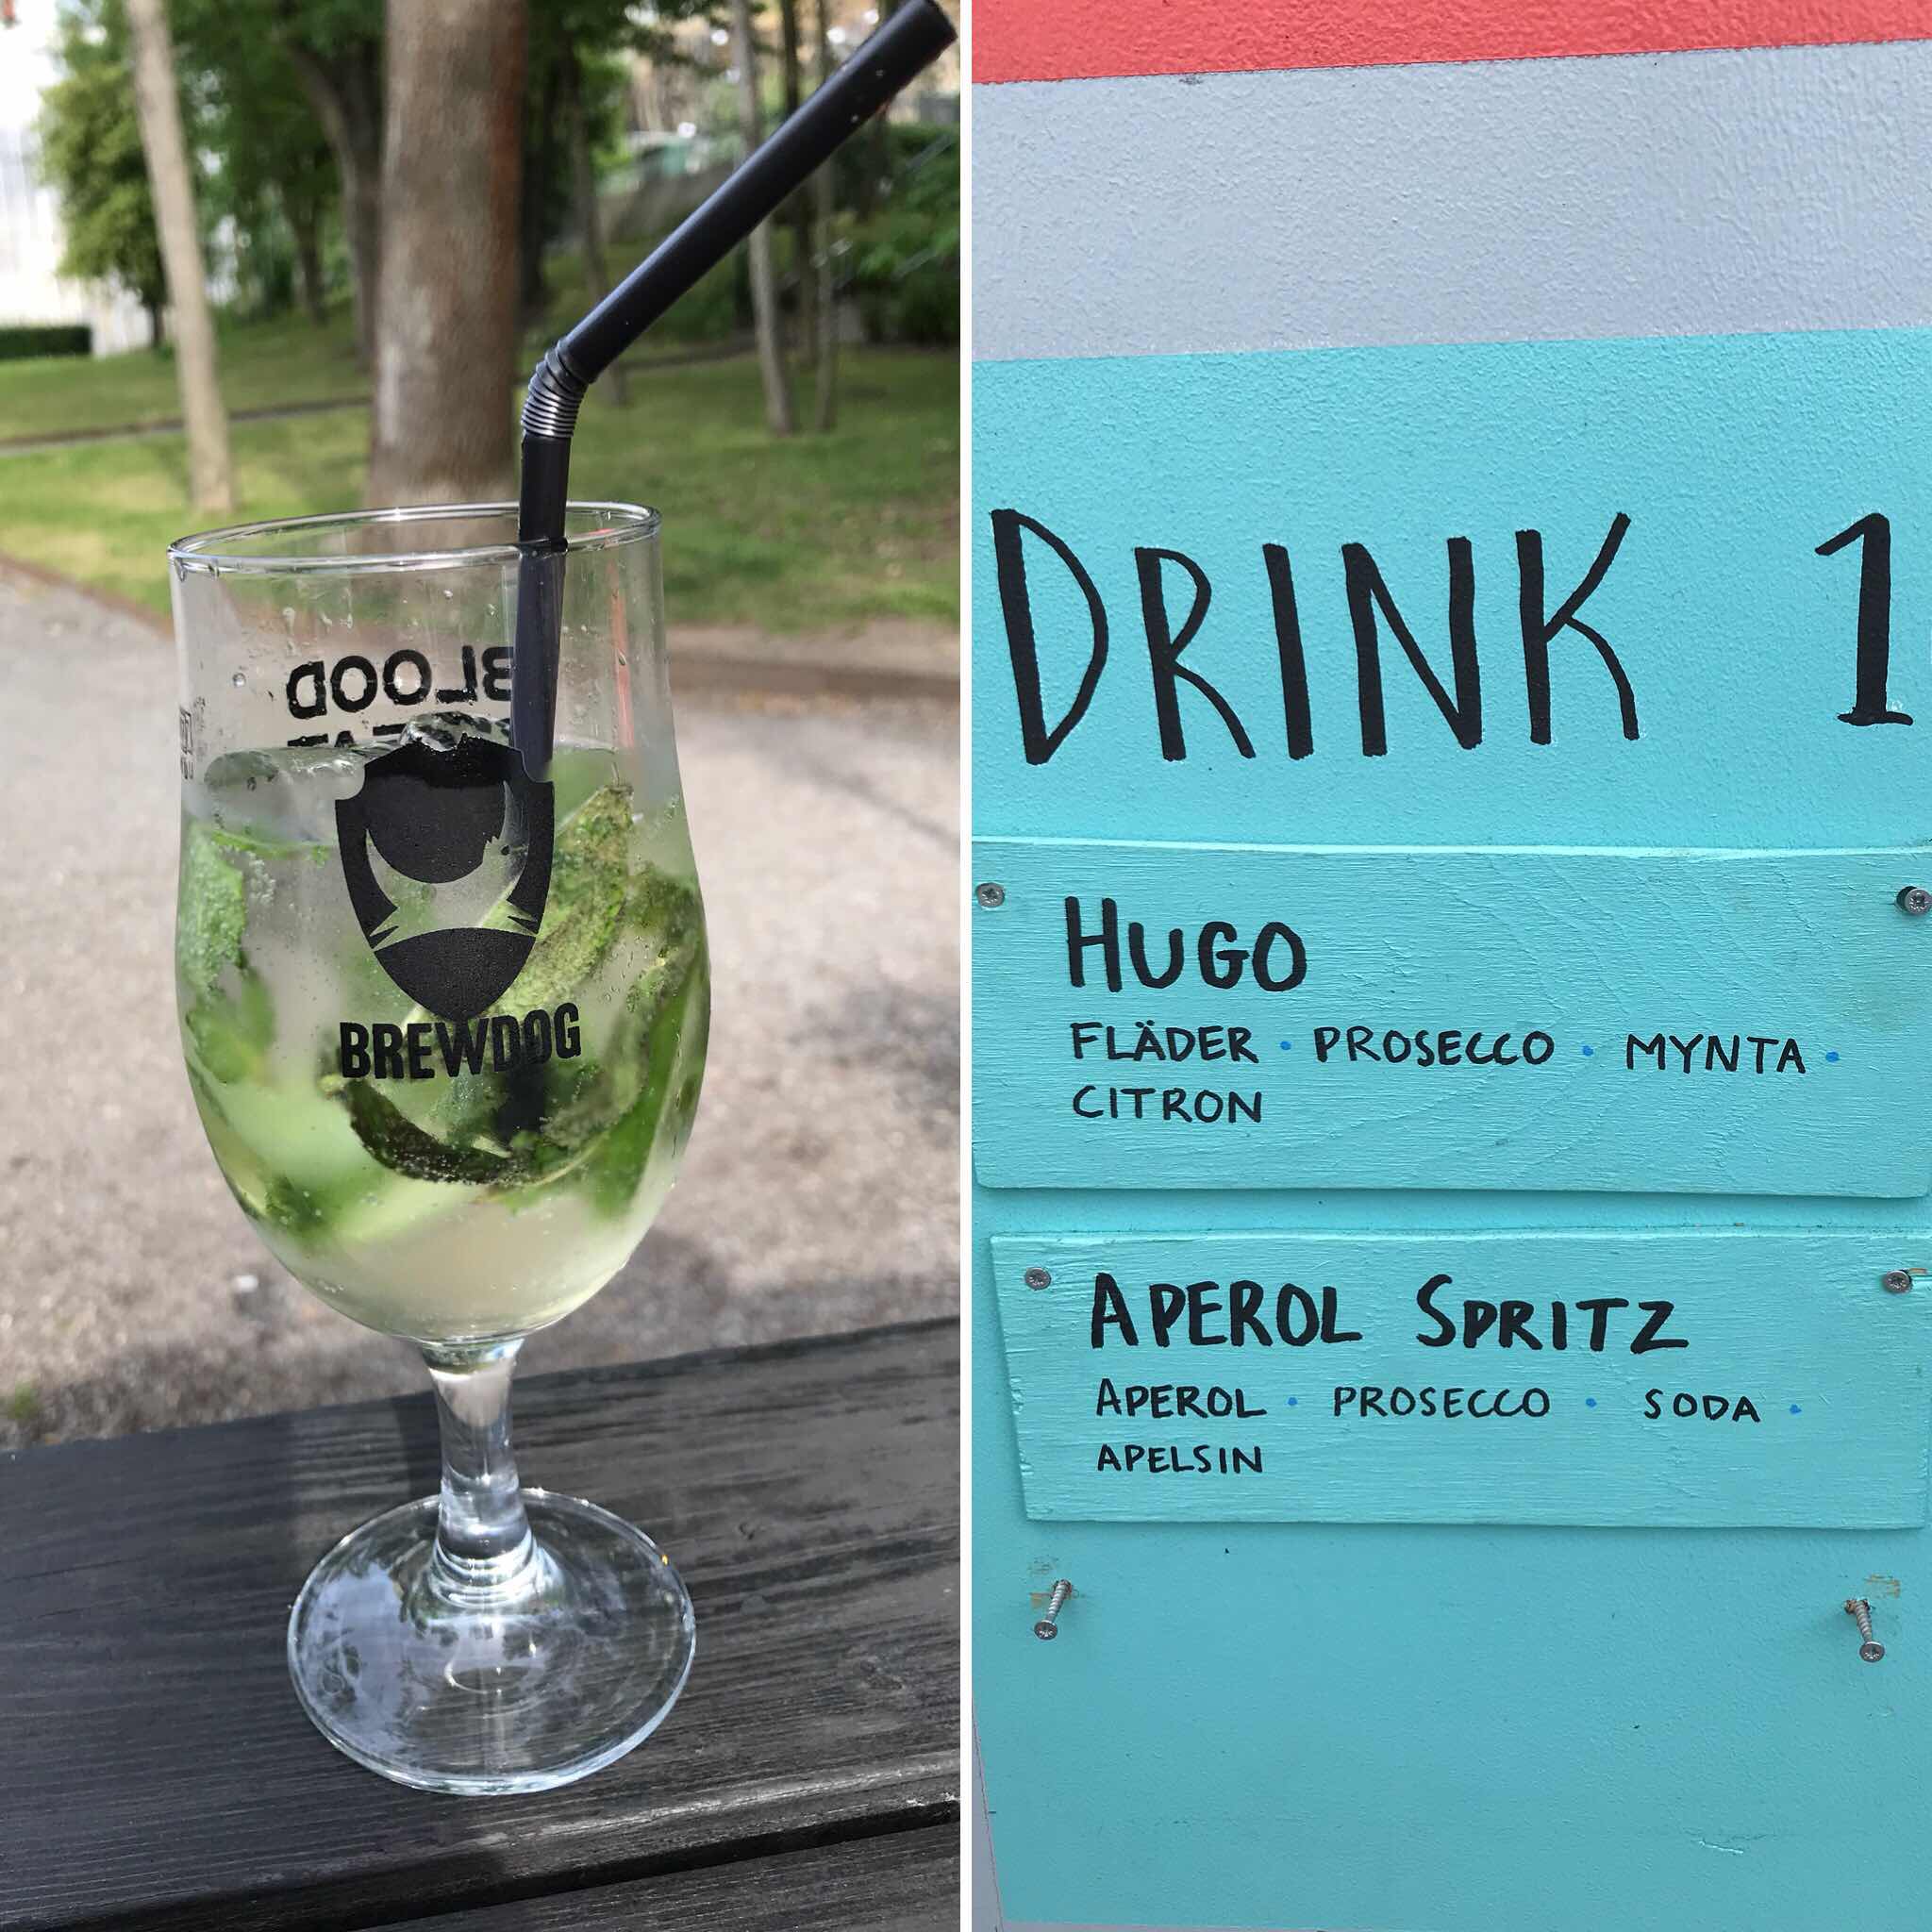 BLOOD
BREWDOG
DRINK 1
HUGO
FLÄDER • PROSECCO • MYNTA •
CITRON
APEROL SPRITZ
APEROL • PROSECCO • SODA •
APELSIN